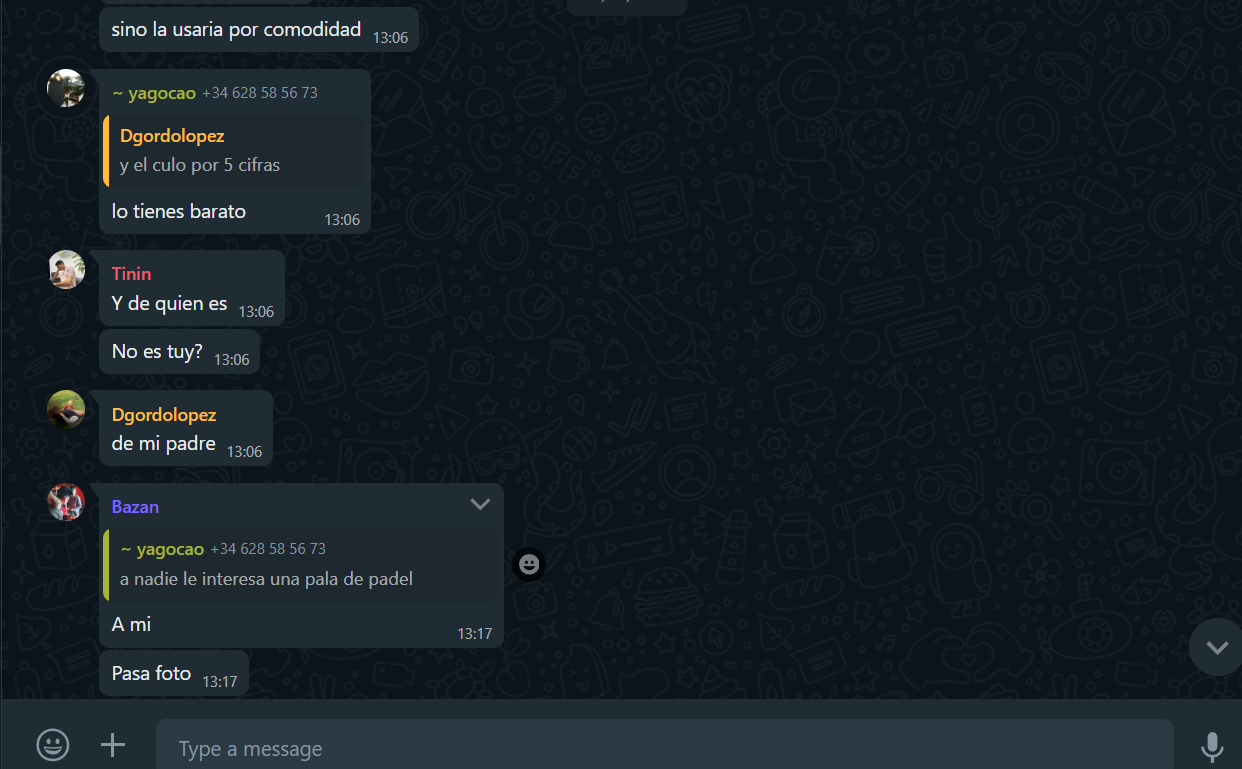 sino la usaria por comodidad 13:06
~ yagocao +34 628 58 56 73
Dgordolopez
y el culo por 5 cifras
lo tienes barato 13:06
Tinin
Y de quien es 13:06
No es tuy? 13:06
Dgordolopez
de mi padre 13:06
Bazan
~ yagocao +34 628 58 56 73
a nadie le interesa una pala de padel
A mi 13:17
Pasa foto 13:17
Type a message